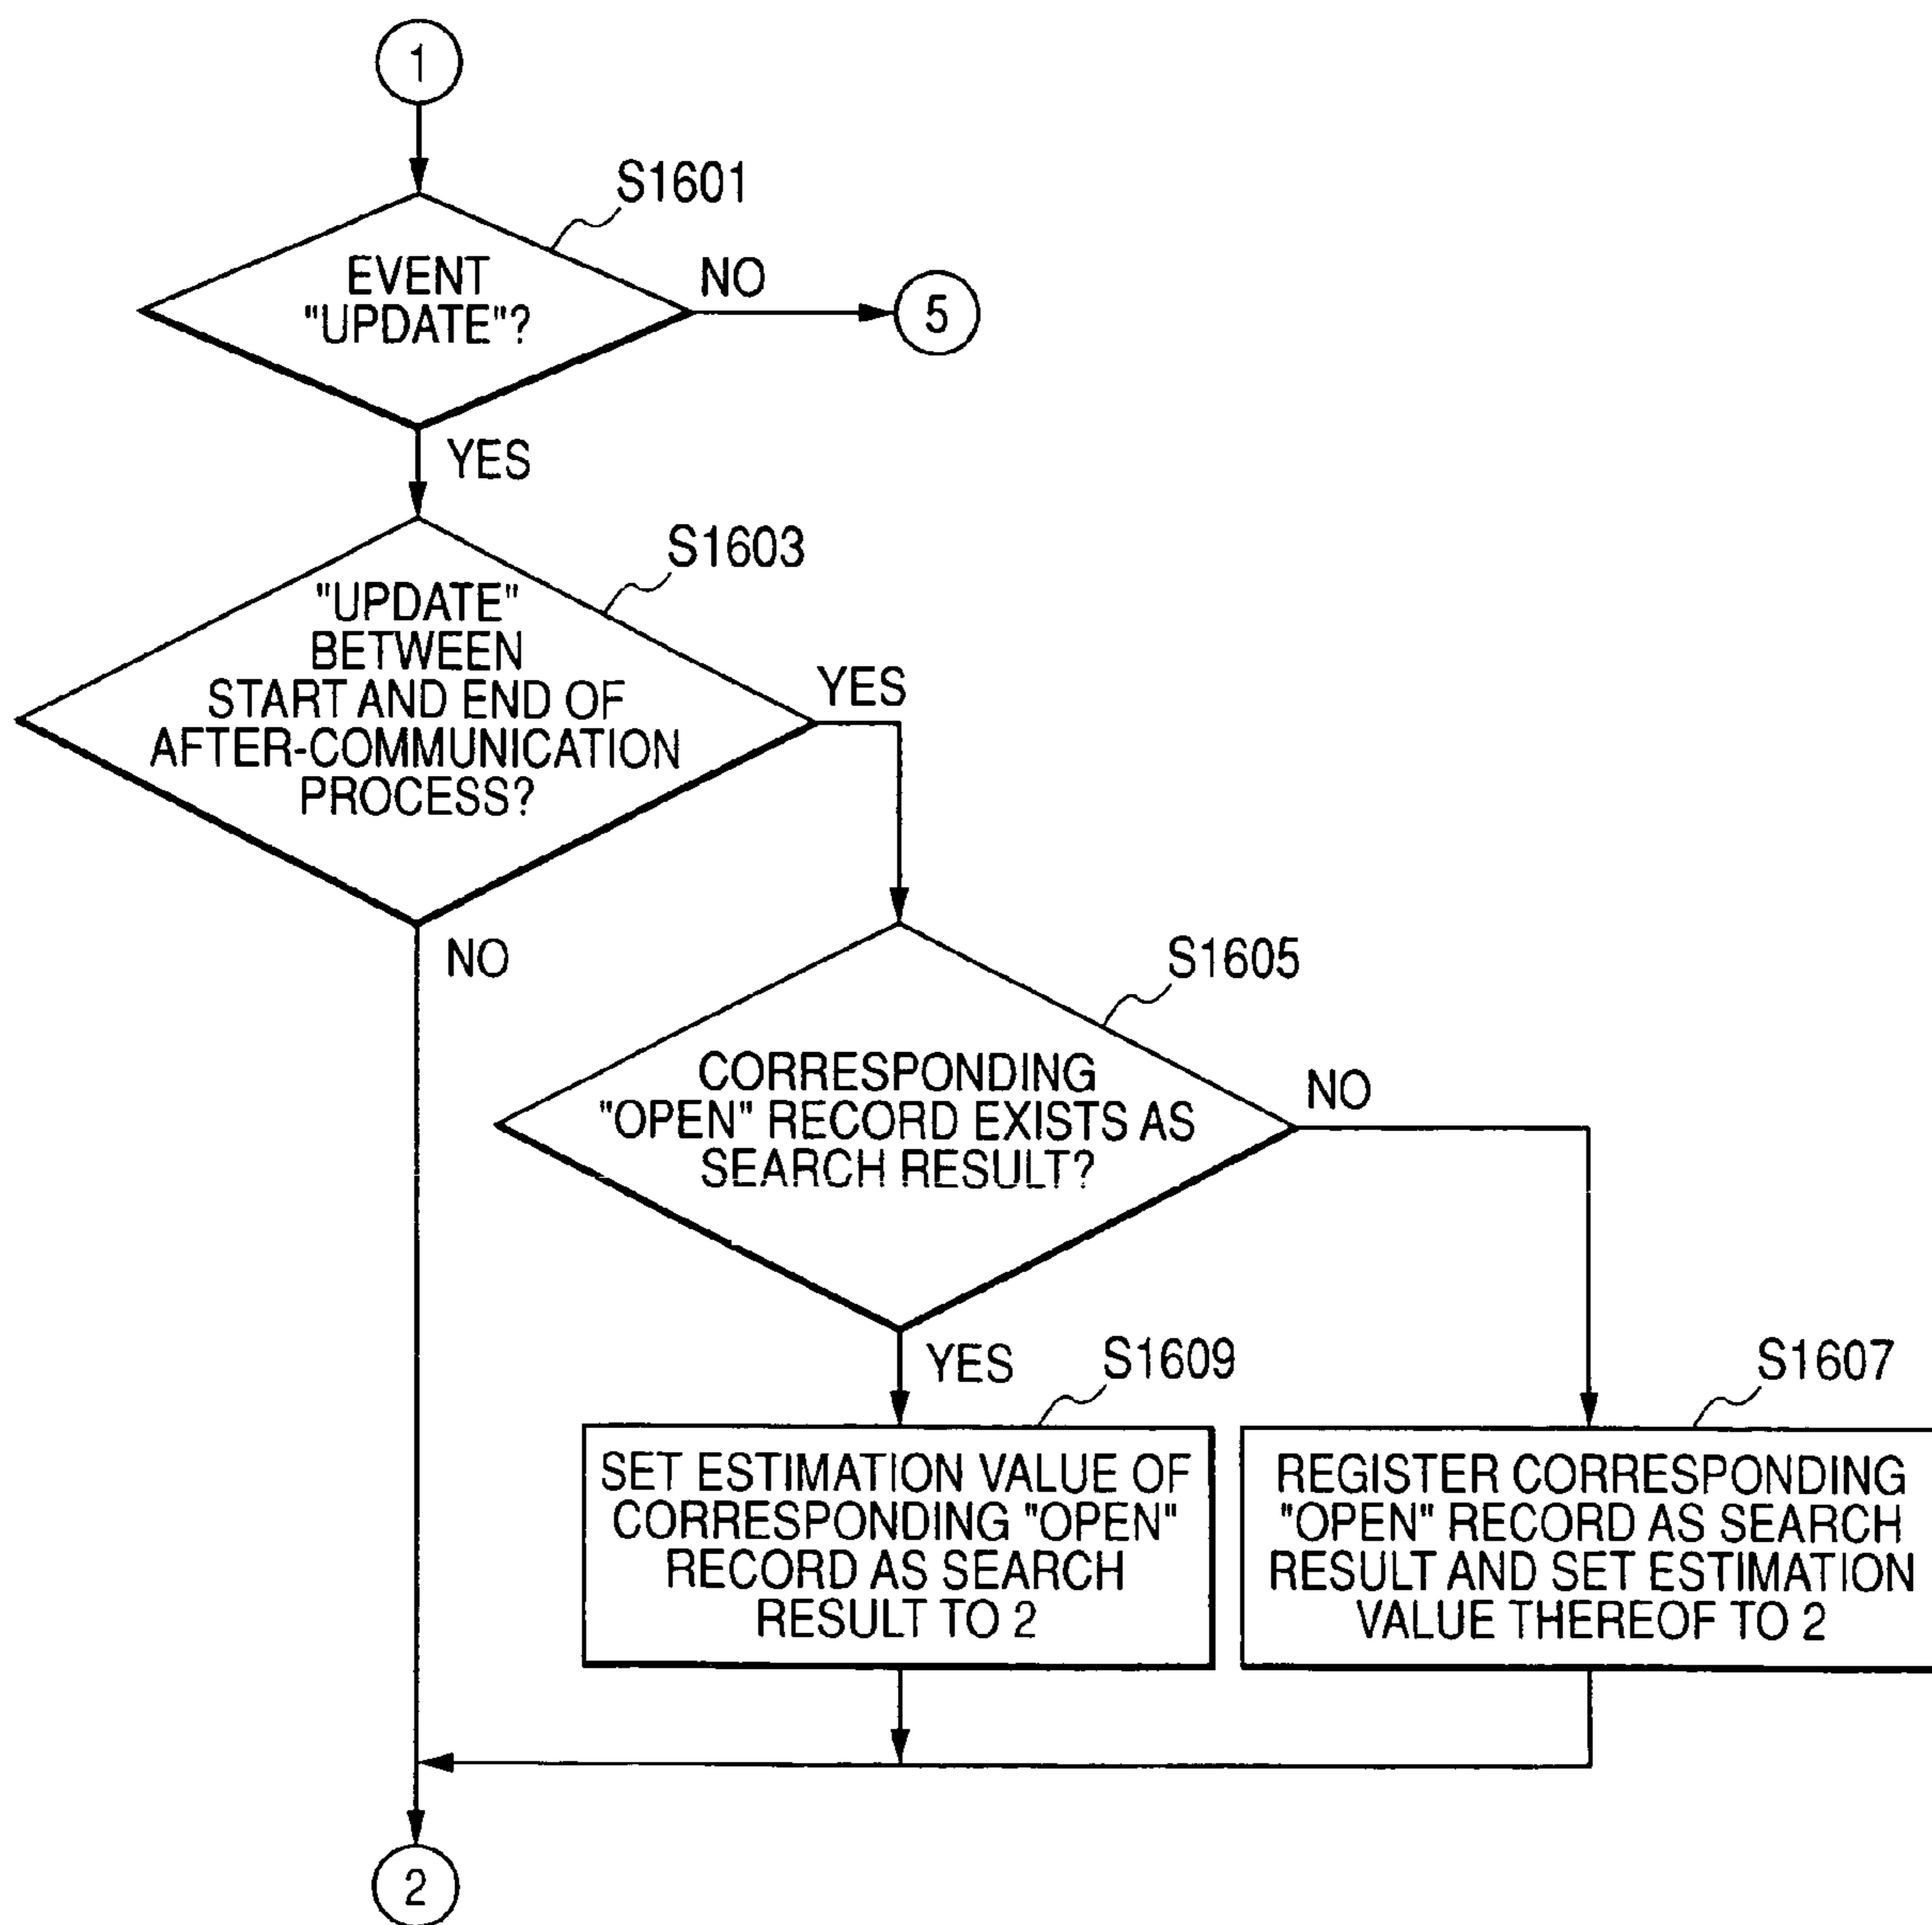 1
S1601
EVENT
"UPDATE"?
NO
5
YES
S1603
"UPDATE"
BETWEEN
START AND END OF
AFTER-COMMUNICATION
PROCESS?
YES
NO
S1605
CORRESPONDING
"OPEN" RECORD EXISTS AS
SEARCH RESULT?
NO
YES
S1609
SET ESTIMATION VALUE OF
CORRESPONDING "OPEN"
RECORD AS SEARCH
RESULT TO 2
S1607
REGISTER CORRESPONDING
"OPEN" RECORD AS SEARCH
RESULT AND SET ESTIMATION
VALUE THEREOF TO 2
2